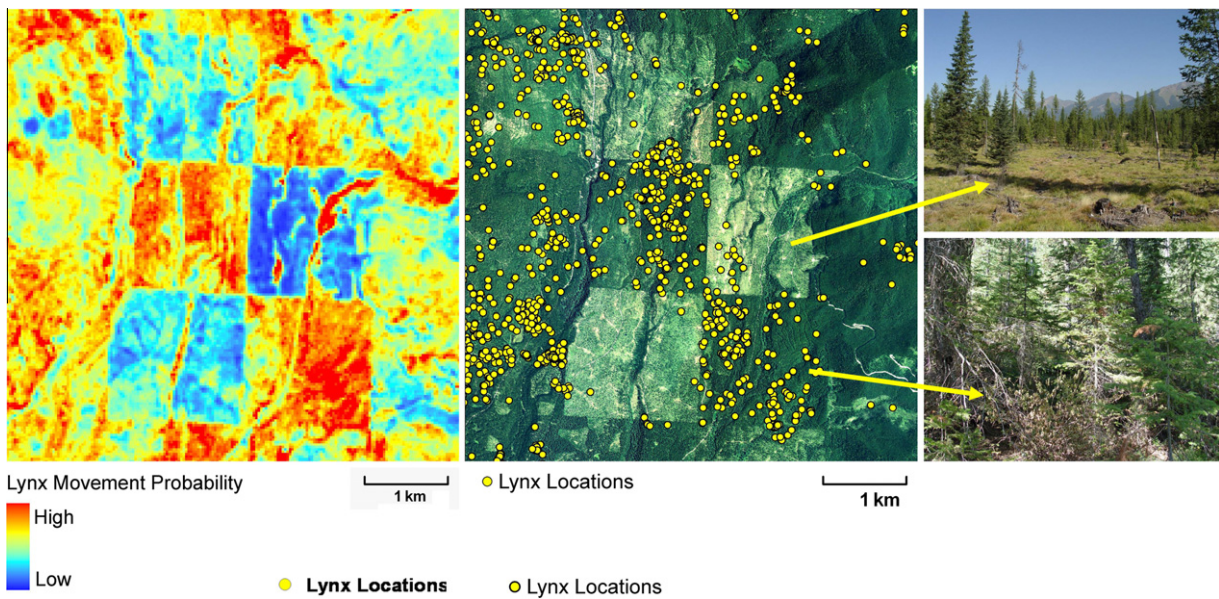 Lynx Movement Probability
High
Low
1 km
Lynx Locations
1 km
Lynx Locations
Lynx Locations